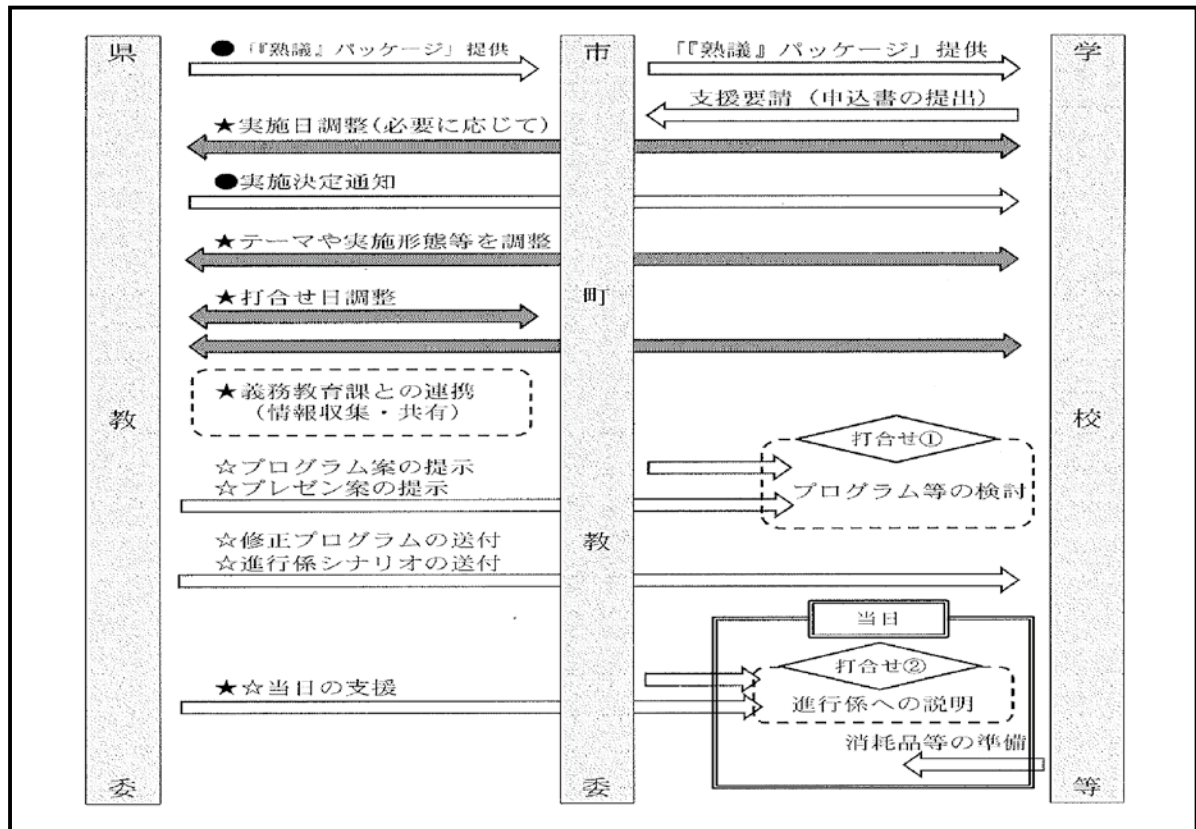 県教委
市町教委
学校等
●「『熟議』パッケージ」提供
「『熟議』パッケージ」提供
支援要請（申込書の提出）
★実施日調整(必要に応じて)
●実施決定通知
★テーマや実施形態等を調整
★打合せ日調整
★義務教育課との連携
（情報収集・共有）
打合せ①
☆プログラム案の提示
☆プレゼン案の提示
プログラム等の検討
☆修正プログラムの送付
☆進行係シナリオの送付
当日
打合せ②
★☆当日の支援
進行係への説明
消耗品等の準備